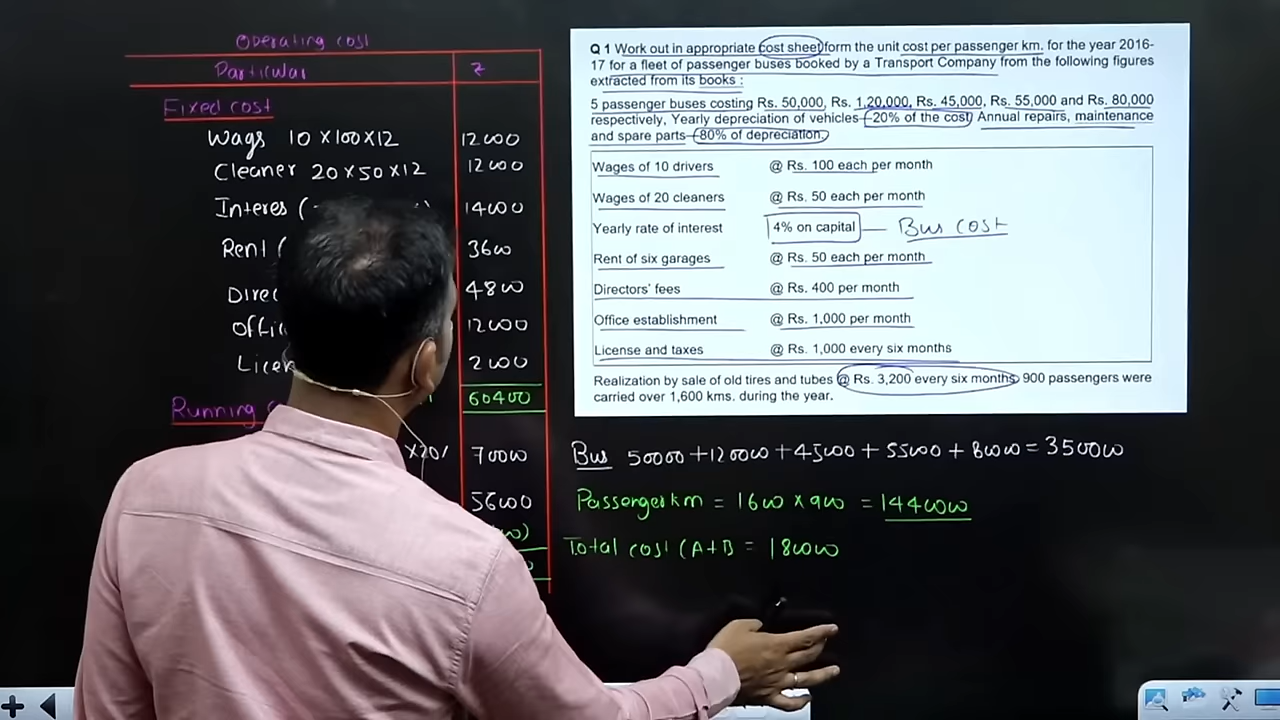 Operating cost
Particular ₹
Fixed cost
Wags 10 x 100 x 12 12000
Cleaner 20 x 50 x 12 12000
Interes ( 14000
Rent ( 3600
Direc 4800
offic 12000
Licen 2000
60400
Running
x 20% 70000
56000
Q 1 Work out in appropriate cost sheet form the unit cost per passenger km. for the year 2016-
17 for a fleet of passenger buses booked by a Transport Company from the following figures
extracted from its books :
5 passenger buses costing Rs. 50,000, Rs. 1,20,000, Rs. 45,000, Rs. 55,000 and Rs. 80,000
respectively, Yearly depreciation of vehicles – 20% of the cost, Annual repairs, maintenance
and spare parts – 80% of depreciation.
Wages of 10 drivers @ Rs. 100 each per month
Wages of 20 cleaners @ Rs. 50 each per month
Yearly rate of interest 4% on capital — Bus cost
Rent of six garages @ Rs. 50 each per month
Directors' fees @ Rs. 400 per month
Office establishment @ Rs. 1,000 per month
License and taxes @ Rs. 1,000 every six months
Realization by sale of old tires and tubes @ Rs. 3,200 every six months 900 passengers were
carried over 1,600 kms. during the year.
Bus 50000 + 120000 + 45000 + 55000 + 80000 = 350000
Passenger km = 1600 x 900 = 1440000
Total cost (A+B = 180000